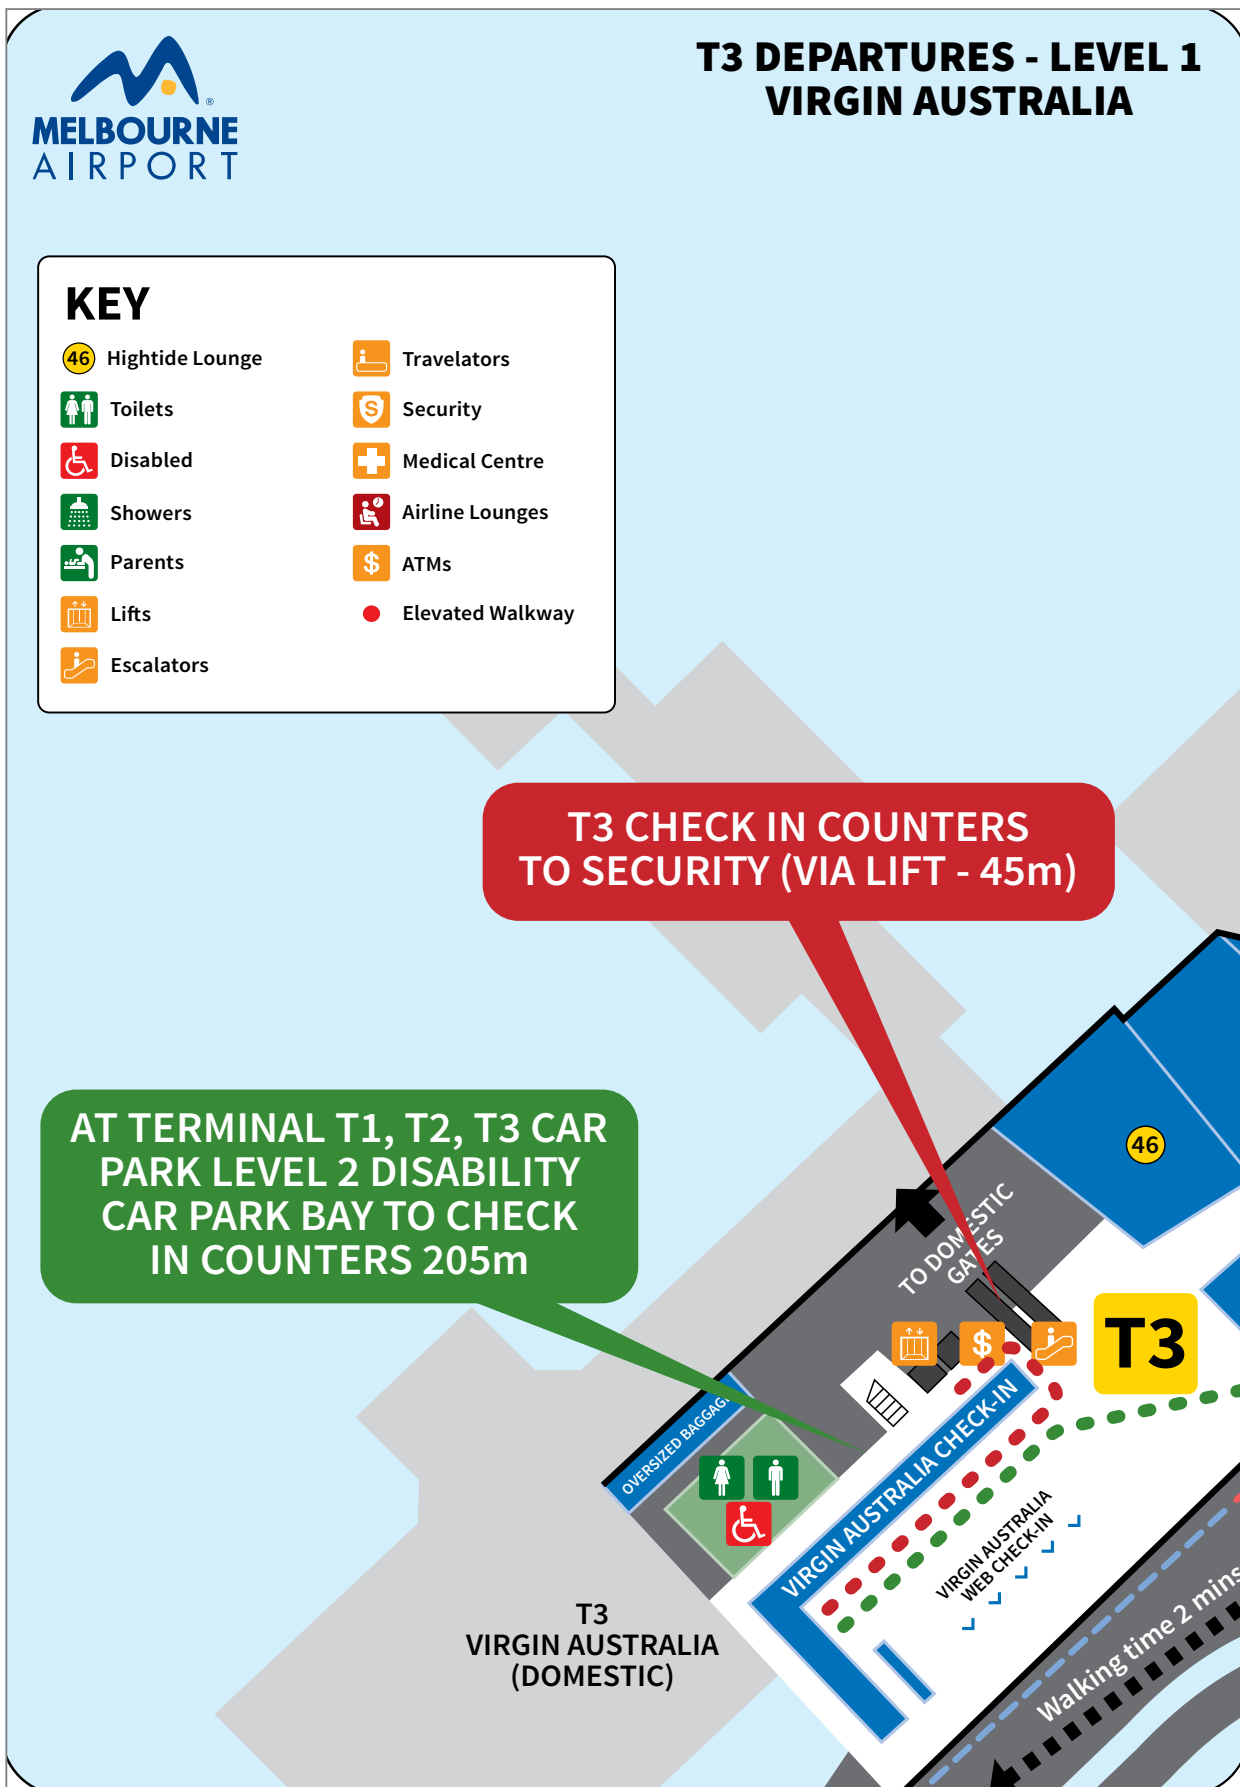 MELBOURNE
AIRPORT
®
T3 DEPARTURES - LEVEL 1
VIRGIN AUSTRALIA
KEY
46 Hightide Lounge
Toilets
Disabled
Showers
Parents
Lifts
Escalators
Travelators
S Security
Medical Centre
Airline Lounges
$ ATMs
Elevated Walkway
T3 CHECK IN COUNTERS
TO SECURITY (VIA LIFT - 45m)
AT TERMINAL T1, T2, T3 CAR
PARK LEVEL 2 DISABILITY
CAR PARK BAY TO CHECK
IN COUNTERS 205m
46
TO DOMESTIC
GATES
$
T3
OVERSIZED BAGGAGE
VIRGIN AUSTRALIA CHECK-IN
VIRGIN AUSTRALIA
WEB CHECK-IN
T3
VIRGIN AUSTRALIA
(DOMESTIC)
Walking time 2 mins